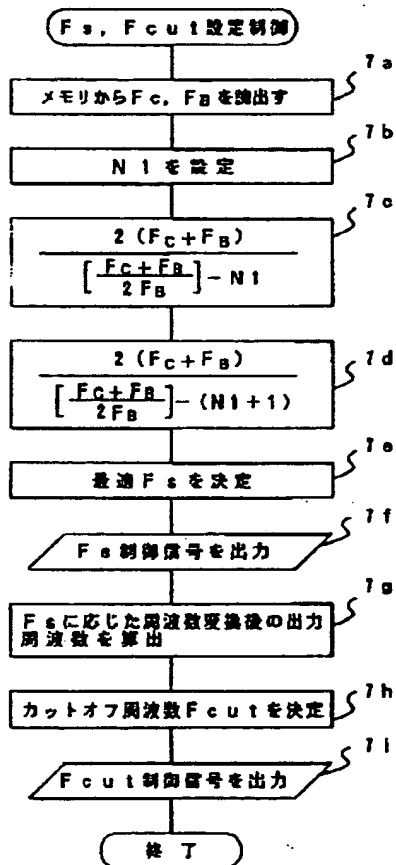 Fs, Fcut設定制御
7a
メモリからFc, FBを読出す
7b
N1を設定
7c
2 (FC+FB)
[FC+FB
2FB]-N1
7d
2 (FC+FB)
[FC+FB
2FB]-(N1+1)
7e
最適Fsを決定
7f
Fs制御信号を出力
7g
Fsに応じた周波数変換後の出力
周波数を算出
7h
カットオフ周波数Fcutを決定
7i
Fcut制御信号を出力
終了